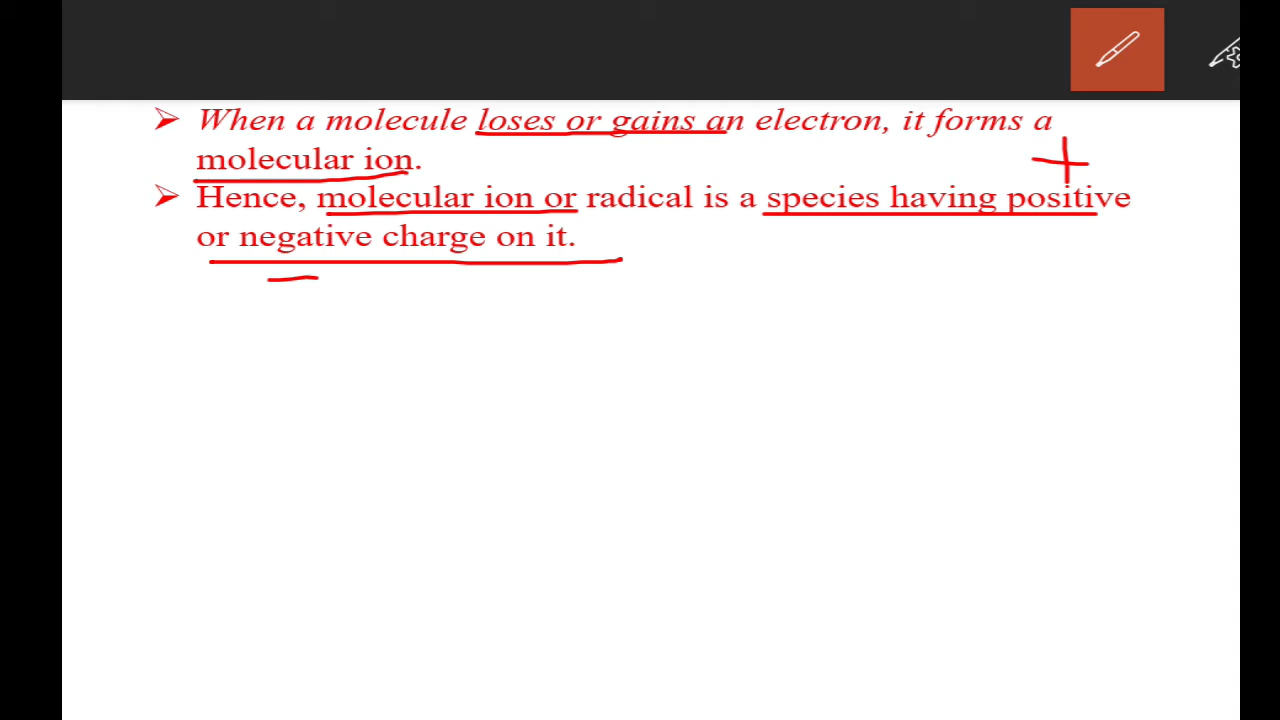 ➢ When a molecule loses or gains an electron, it forms a
molecular ion.
+
➢ Hence, molecular ion or radical is a species having positive
or negative charge on it.
−